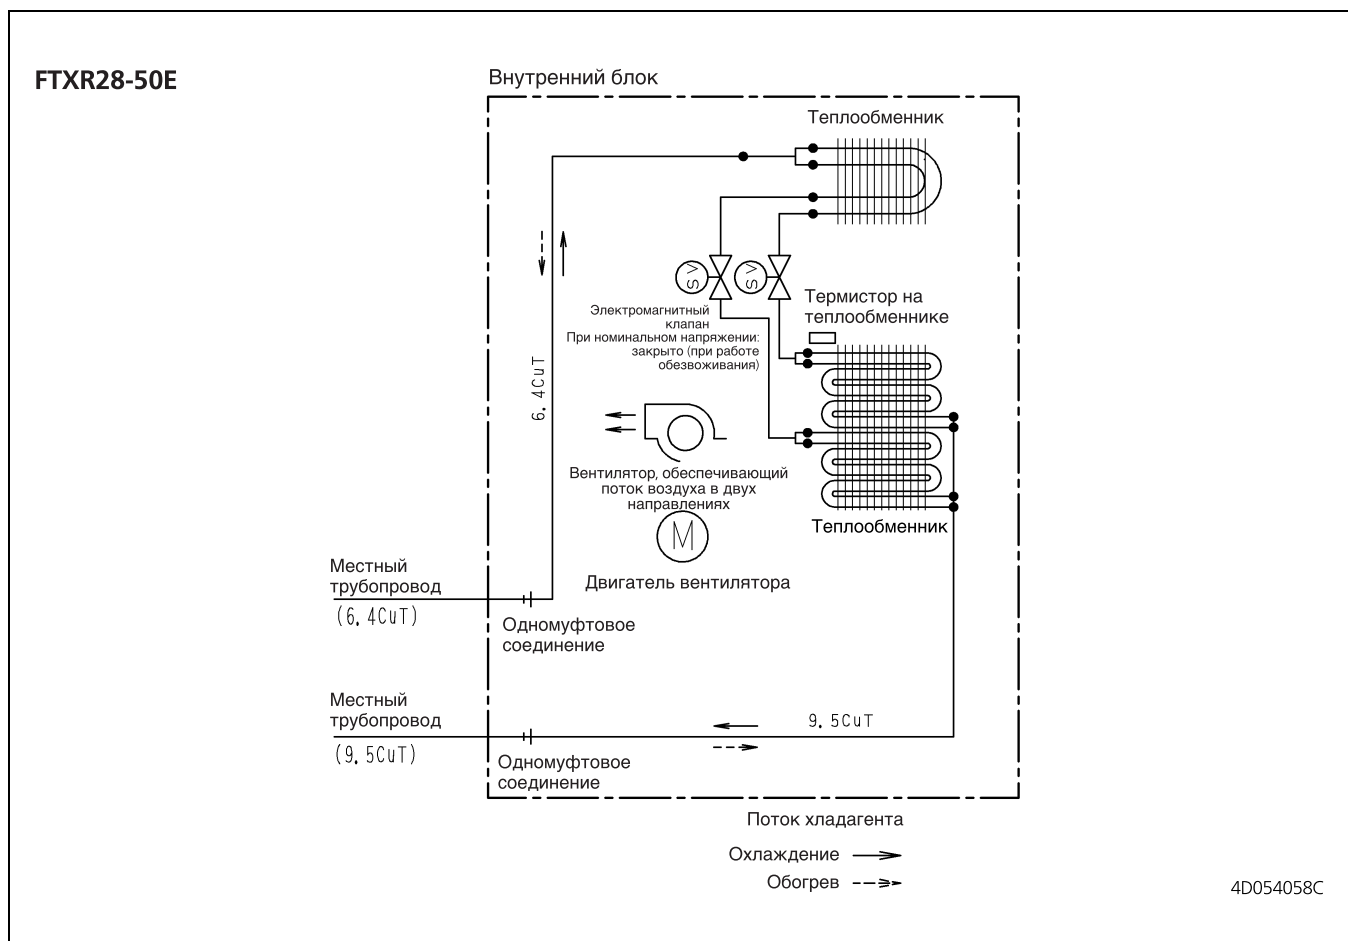 FTXR28-50E
Внутренний блок
Теплообменник
S V
S V
Термистор на
теплообменнике
Электромагнитный
клапан
При номинальном напряжении:
закрыто (при работе
обезвоживания)
6.4CuT
Вентилятор, обеспечивающий
поток воздуха в двух
направлениях
M
Двигатель вентилятора
Теплообменник
Местный
трубопровод
(6.4CuT)
Одномуфтовое
соединение
Местный
трубопровод
(9.5CuT)
9.5CuT
Одномуфтовое
соединение
Поток хладагента
Охлаждение
Обогрев
4D054058C